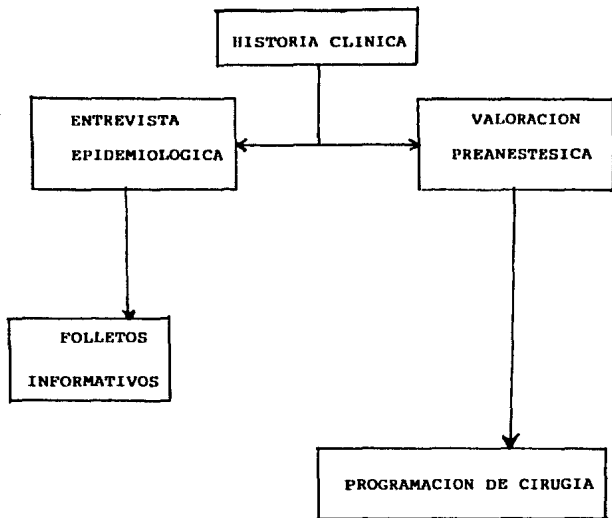 HISTORIA CLINICA
ENTREVISTA
EPIDEMIOLOGICA
VALORACION
PREANESTESICA
FOLLETOS
INFORMATIVOS
PROGRAMACION DE CIRUGIA